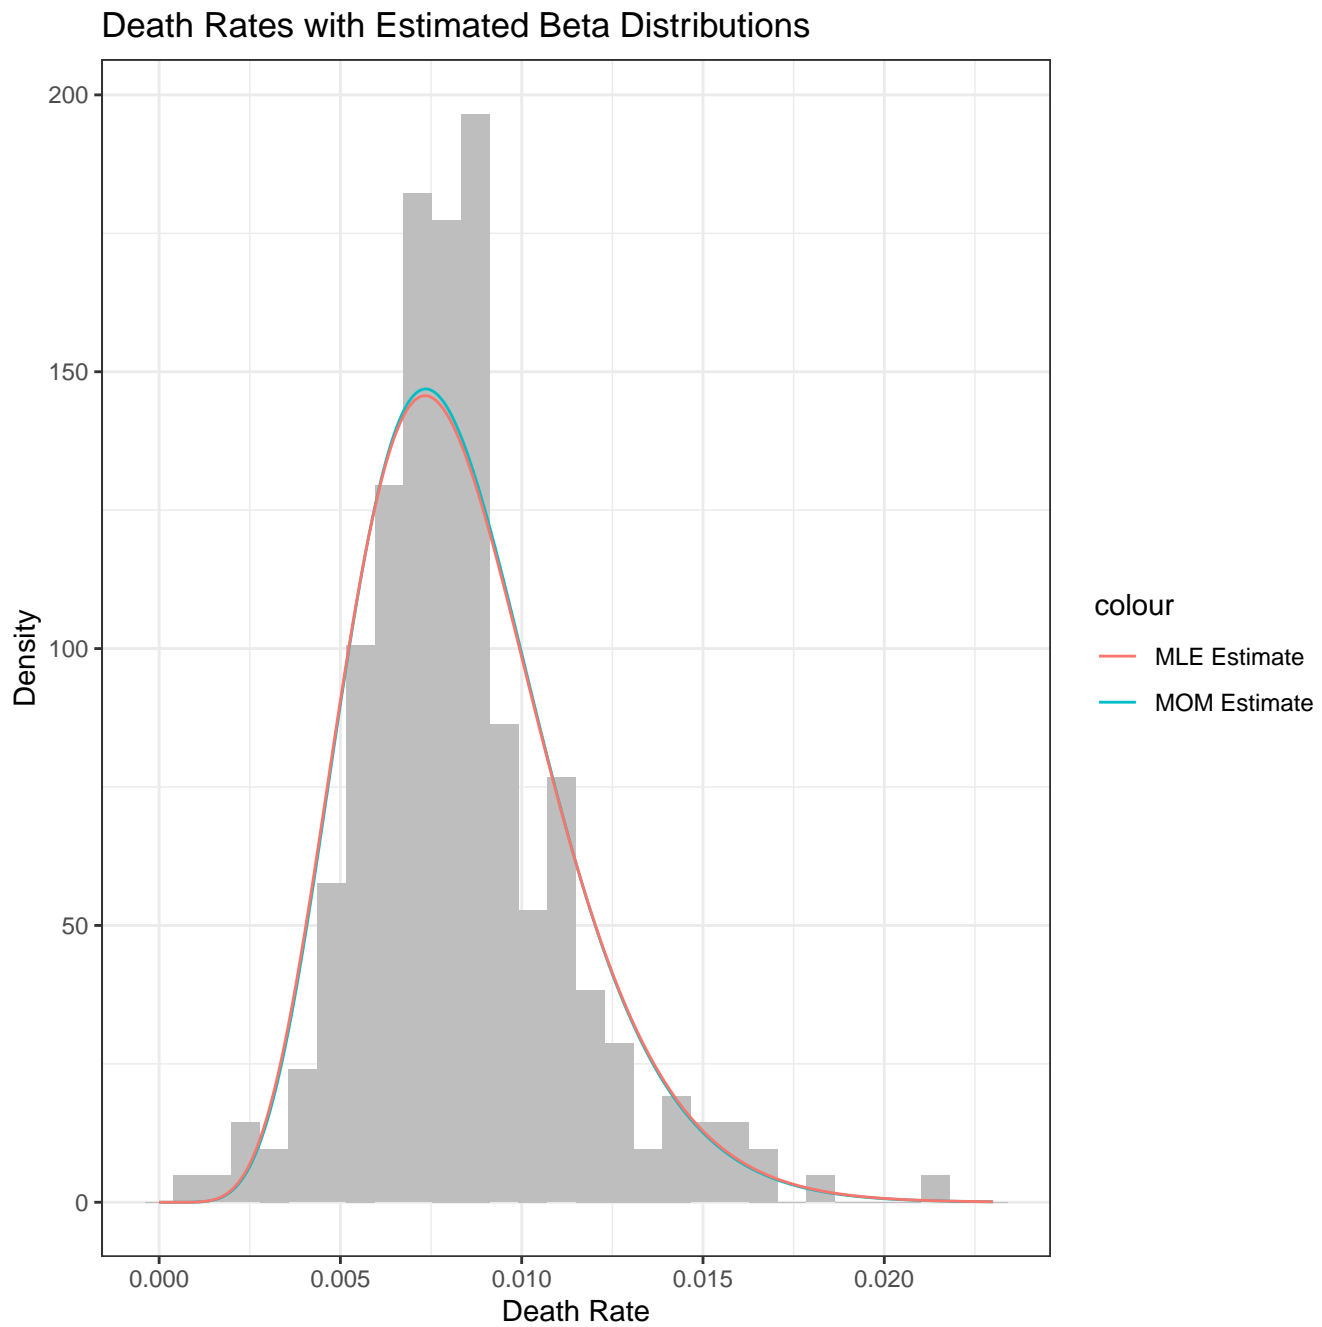 Death Rates with Estimated Beta Distributions
200
150
100
50
0
Density
0.000 0.005 0.010 0.015 0.020
Death Rate
colour
MLE Estimate
MOM Estimate